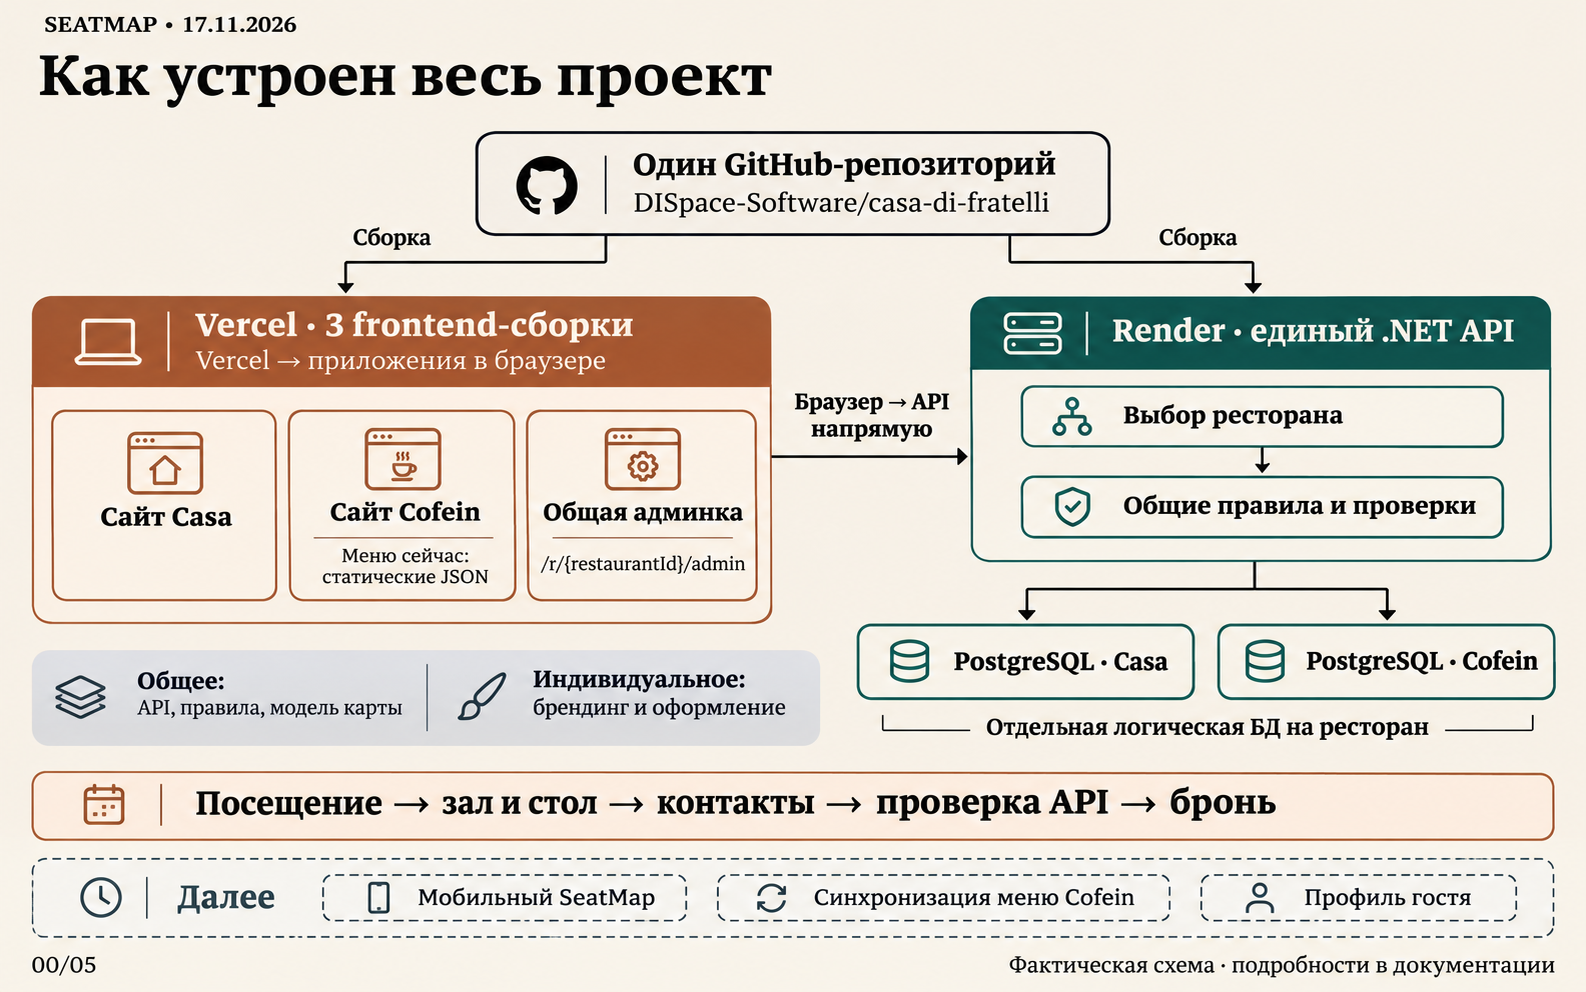 SEATMAP • 17.11.2026
Как устроен весь проект
Один GitHub-репозиторий
DISpace-Software/casa-di-fratelli
Сборка
Сборка
Vercel · 3 frontend-сборки
Vercel → приложения в браузере
Сайт Casa
Сайт Cofein
Меню сейчас:
статические JSON
Общая админка
/r/{restaurantId}/admin
Браузер → API
напрямую
Render · единый .NET API
Выбор ресторана
Общие правила и проверки
PostgreSQL · Casa
PostgreSQL · Cofein
Отдельная логическая БД на ресторан
Общее:
API, правила, модель карты
Индивидуальное:
брендинг и оформление
Посещение → зал и стол → контакты → проверка API → бронь
Далее
Мобильный SeatMap
Синхронизация меню Cofein
Профиль гостя
00/05
Фактическая схема · подробности в документации